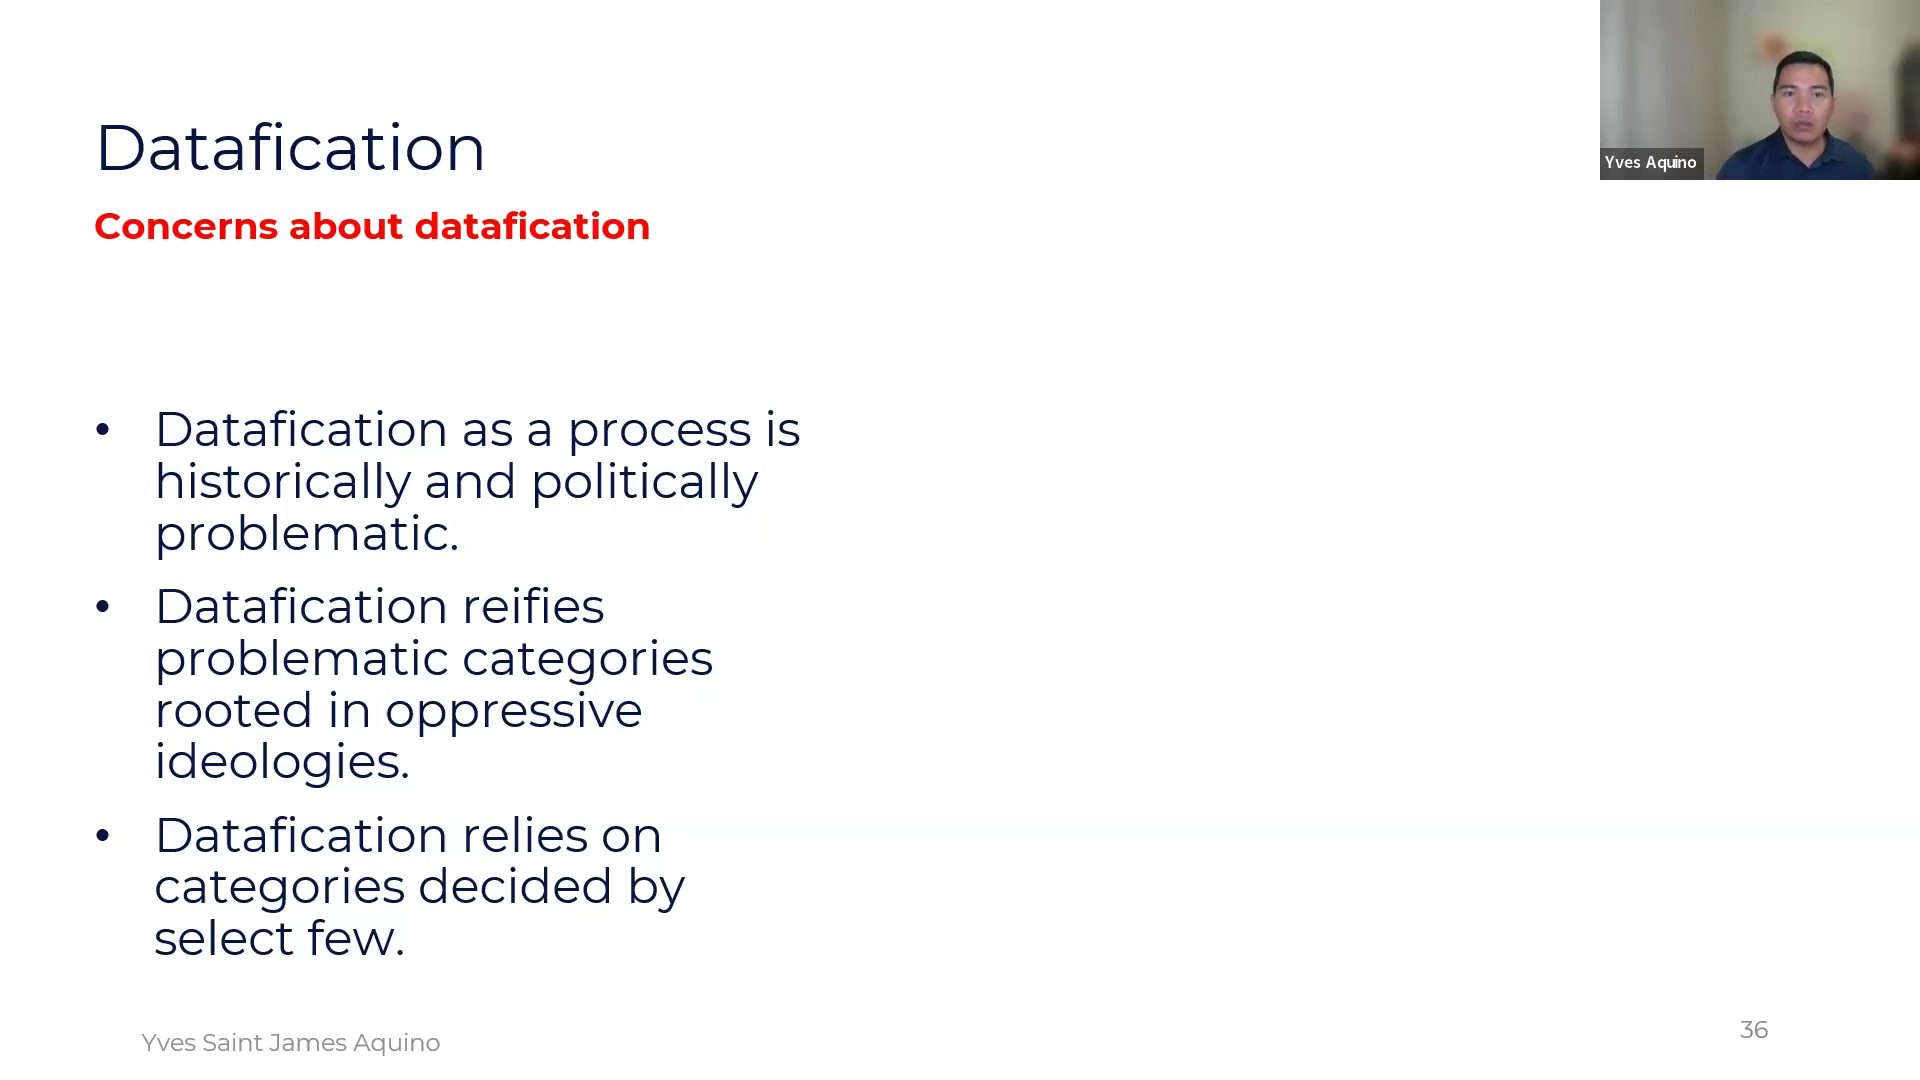 Datafication
Yves Aquino
Concerns about datafication
• Datafication as a process is
historically and politically
problematic.
• Datafication reifies
problematic categories
rooted in oppressive
ideologies.
• Datafication relies on
categories decided by
select few.
Yves Saint James Aquino
36